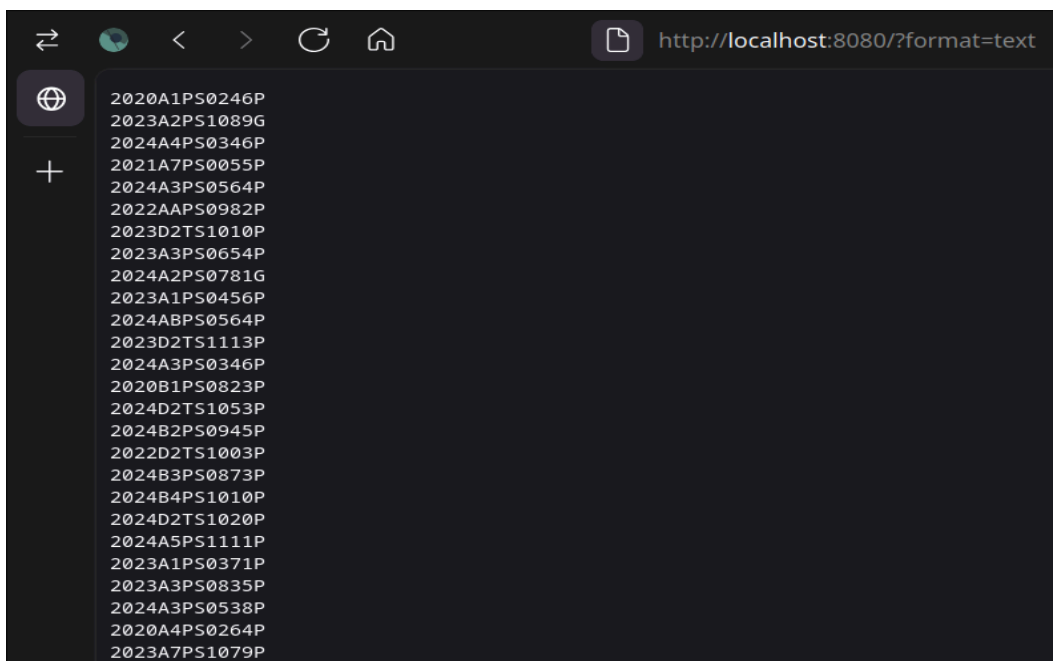 http://localhost:8080/?format=text
2020A1PS0246P
2023A2PS1089G
2024A4PS0346P
2021A7PS0055P
2024A3PS0564P
2022AAPS0982P
2023D2TS1010P
2023A3PS0654P
2024A2PS0781G
2023A1PS0456P
2024ABPS0564P
2023D2TS1113P
2024A3PS0346P
2020B1PS0823P
2024D2TS1053P
2024B2PS0945P
2022D2TS1003P
2024B3PS0873P
2024B4PS1010P
2024D2TS1020P
2024A5PS1111P
2023A1PS0371P
2023A3PS0835P
2024A3PS0538P
2020A4PS0264P
2023A7PS1079P